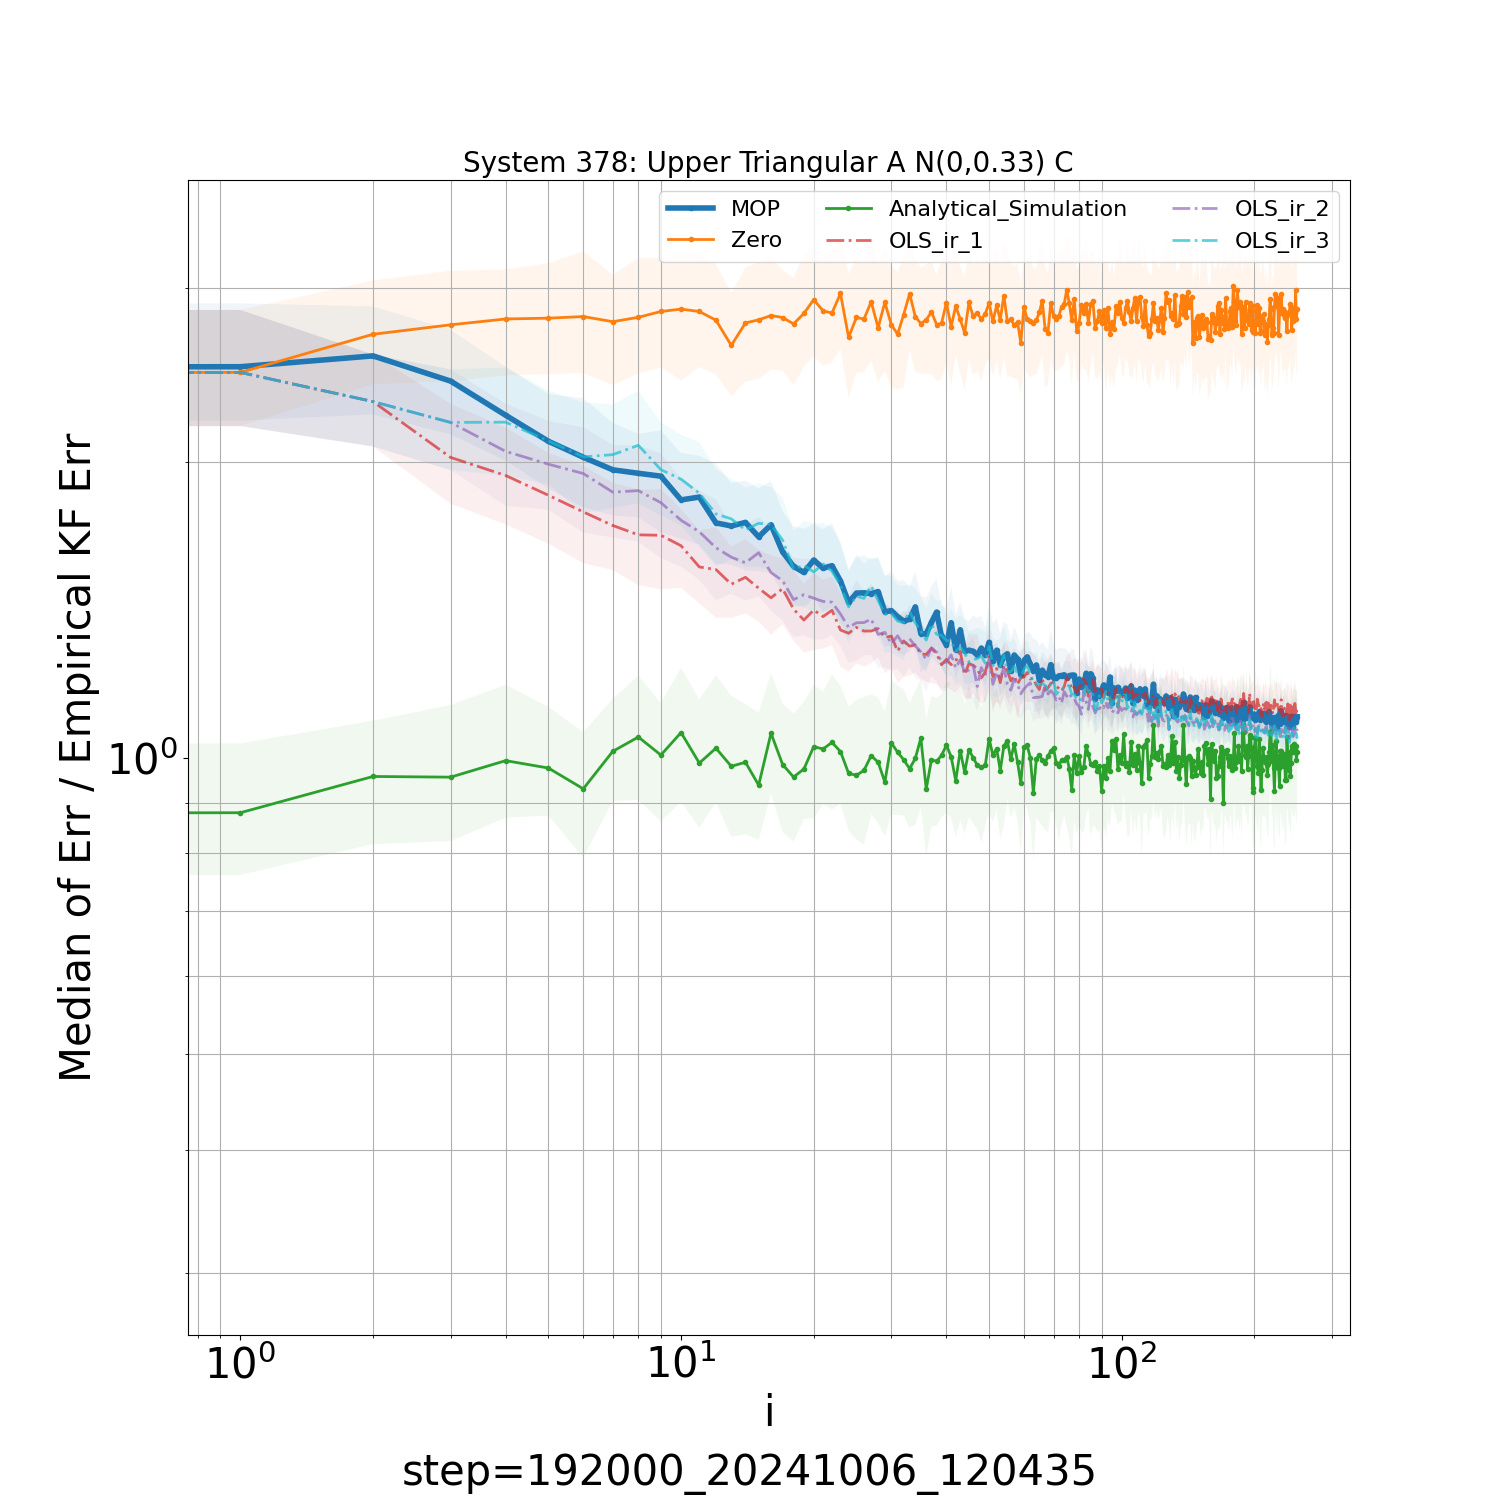 System 378: Upper Triangular A N(0,0.33) C
MOP
Zero
Analytical_Simulation
OLS_ir_1
OLS_ir_2
OLS_ir_3
Median of Err / Empirical KF Err
10⁰
10⁰
10¹
10²
i
step=192000_20241006_120435